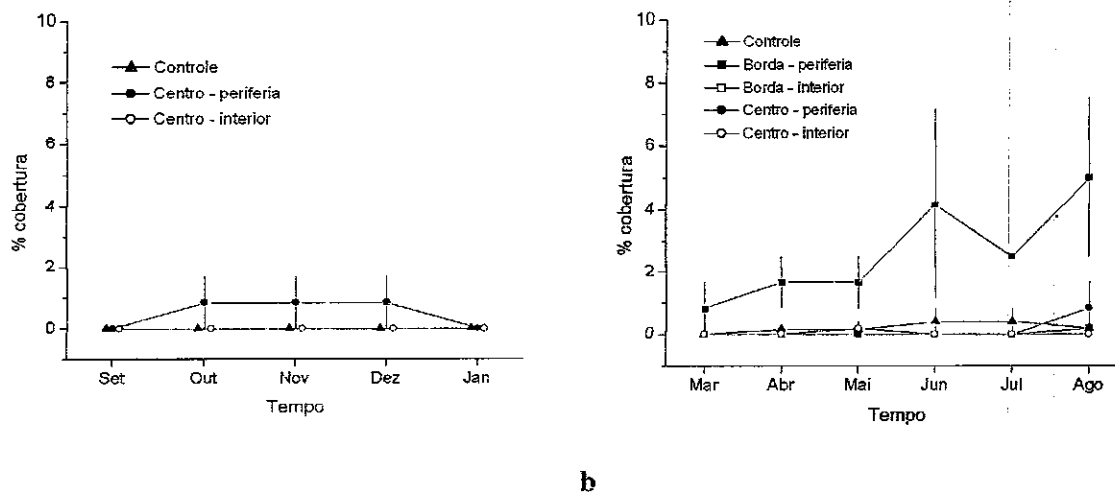 10
8
6
4
2
0
% cobertura
Controle
Centro - periferia
Centro - interior
Set Out Nov Dez Jan
Tempo
10
8
6
4
2
0
% cobertura
Controle
Borda - periferia
Borda - interior
Centro - periferia
Centro - interior
Mar Abr Mai Jun Jul Ago
Tempo
b